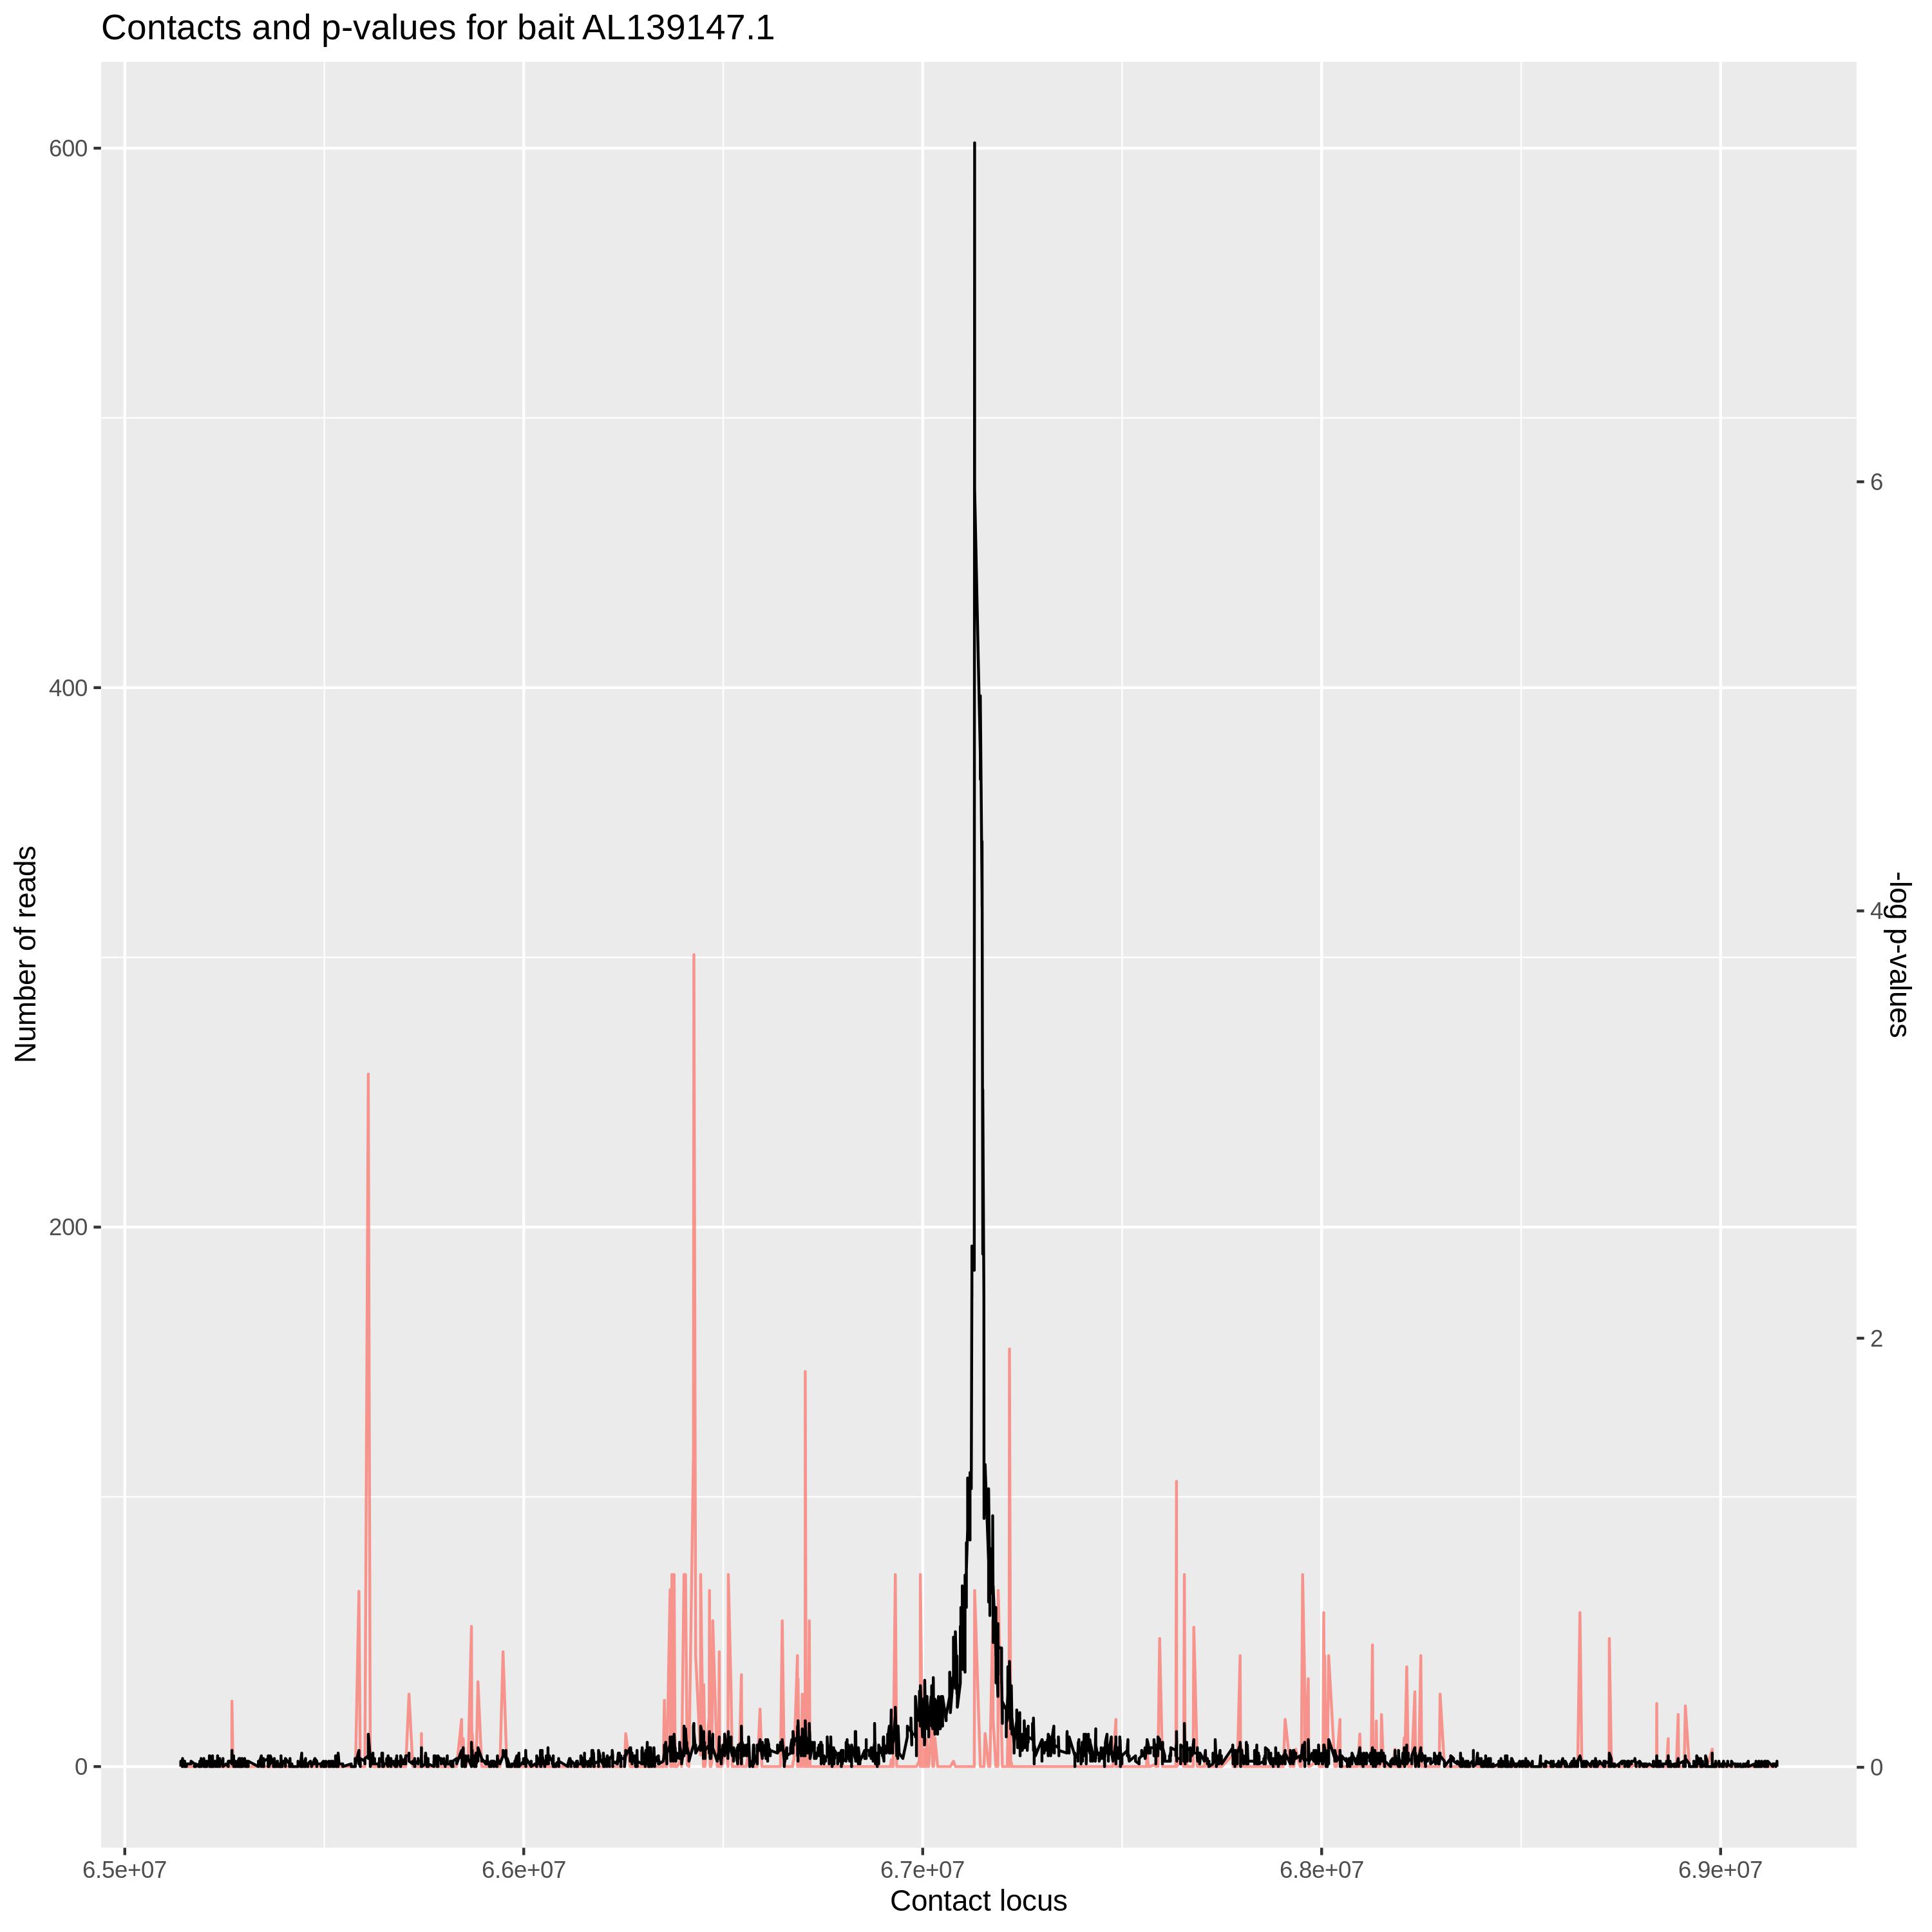 Contacts and p-values for bait AL139147.1
600
400
200
0
Number of reads
6
4
2
0
-log p-values
6.5e+07
6.6e+07
6.7e+07
6.8e+07
6.9e+07
Contact locus